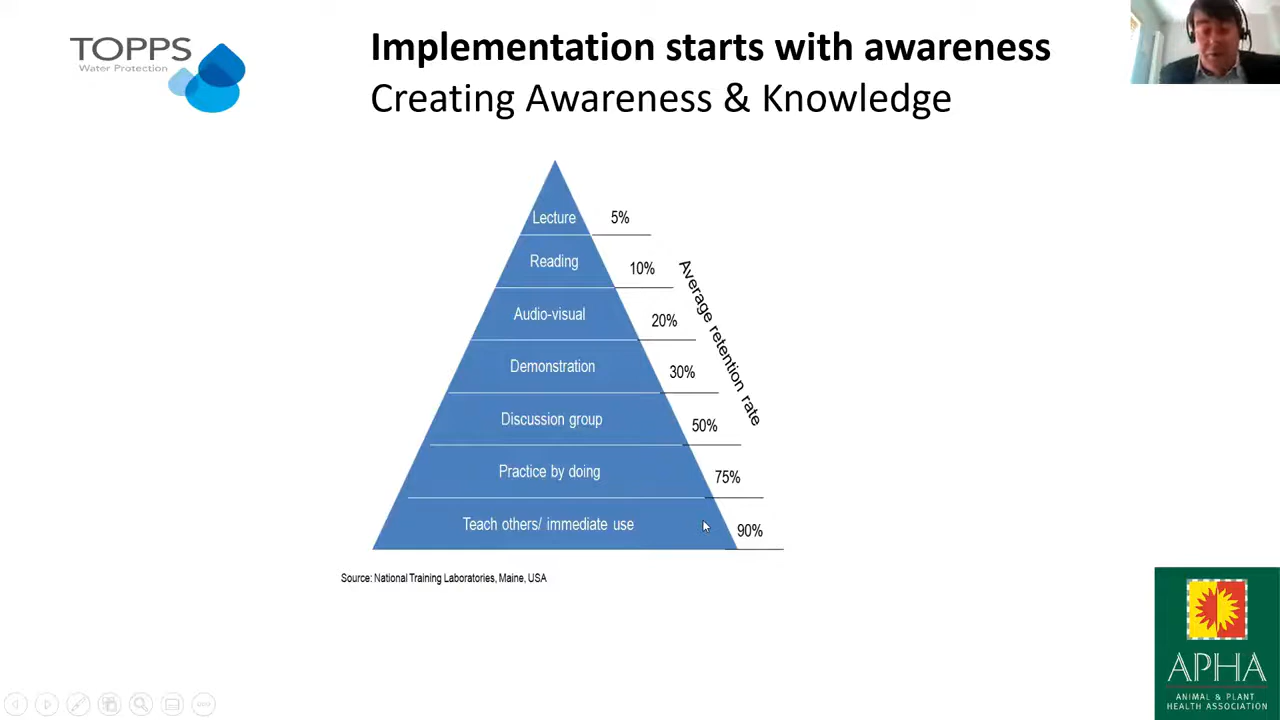 TOPPS
Water Protection
Implementation starts with awareness
Creating Awareness & Knowledge
Lecture 5%
Reading 10%
Audio-visual 20%
Demonstration 30%
Discussion group 50%
Practice by doing 75%
Teach others/ immediate use 90%
Average retention rate
Source: National Training Laboratories, Maine, USA
APHA
ANIMAL & PLANT
HEALTH ASSOCIATION